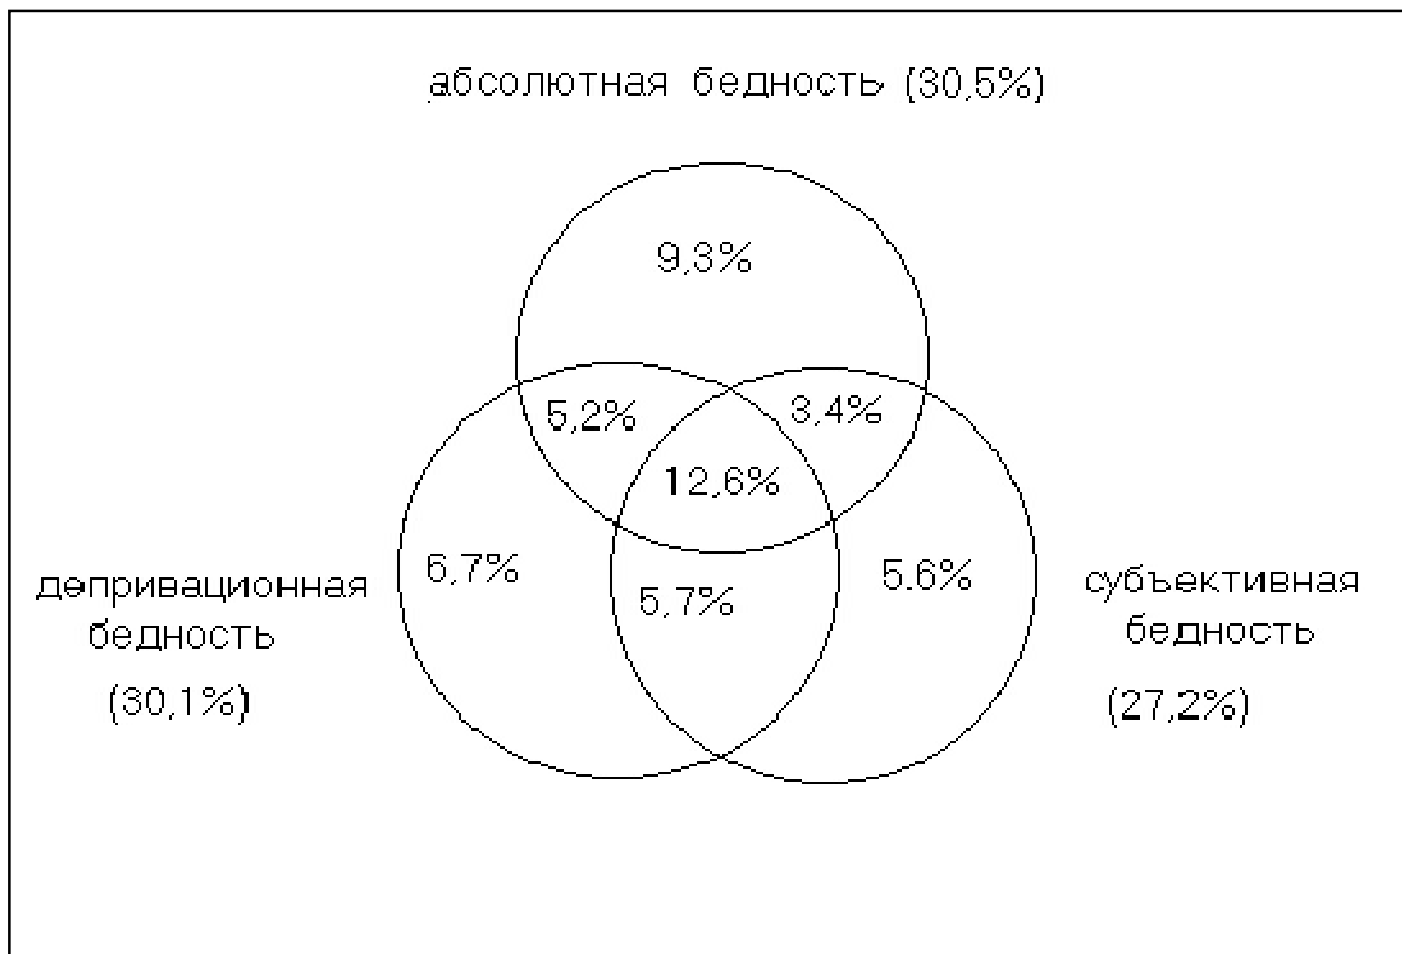 абсолютная бедность (30,5%)
9,3%
5,2%
3,4%
12,6%
6,7%
5,7%
5.6%
депривационная
бедность
(30,1%)
субъективная
бедность
(27,2%)